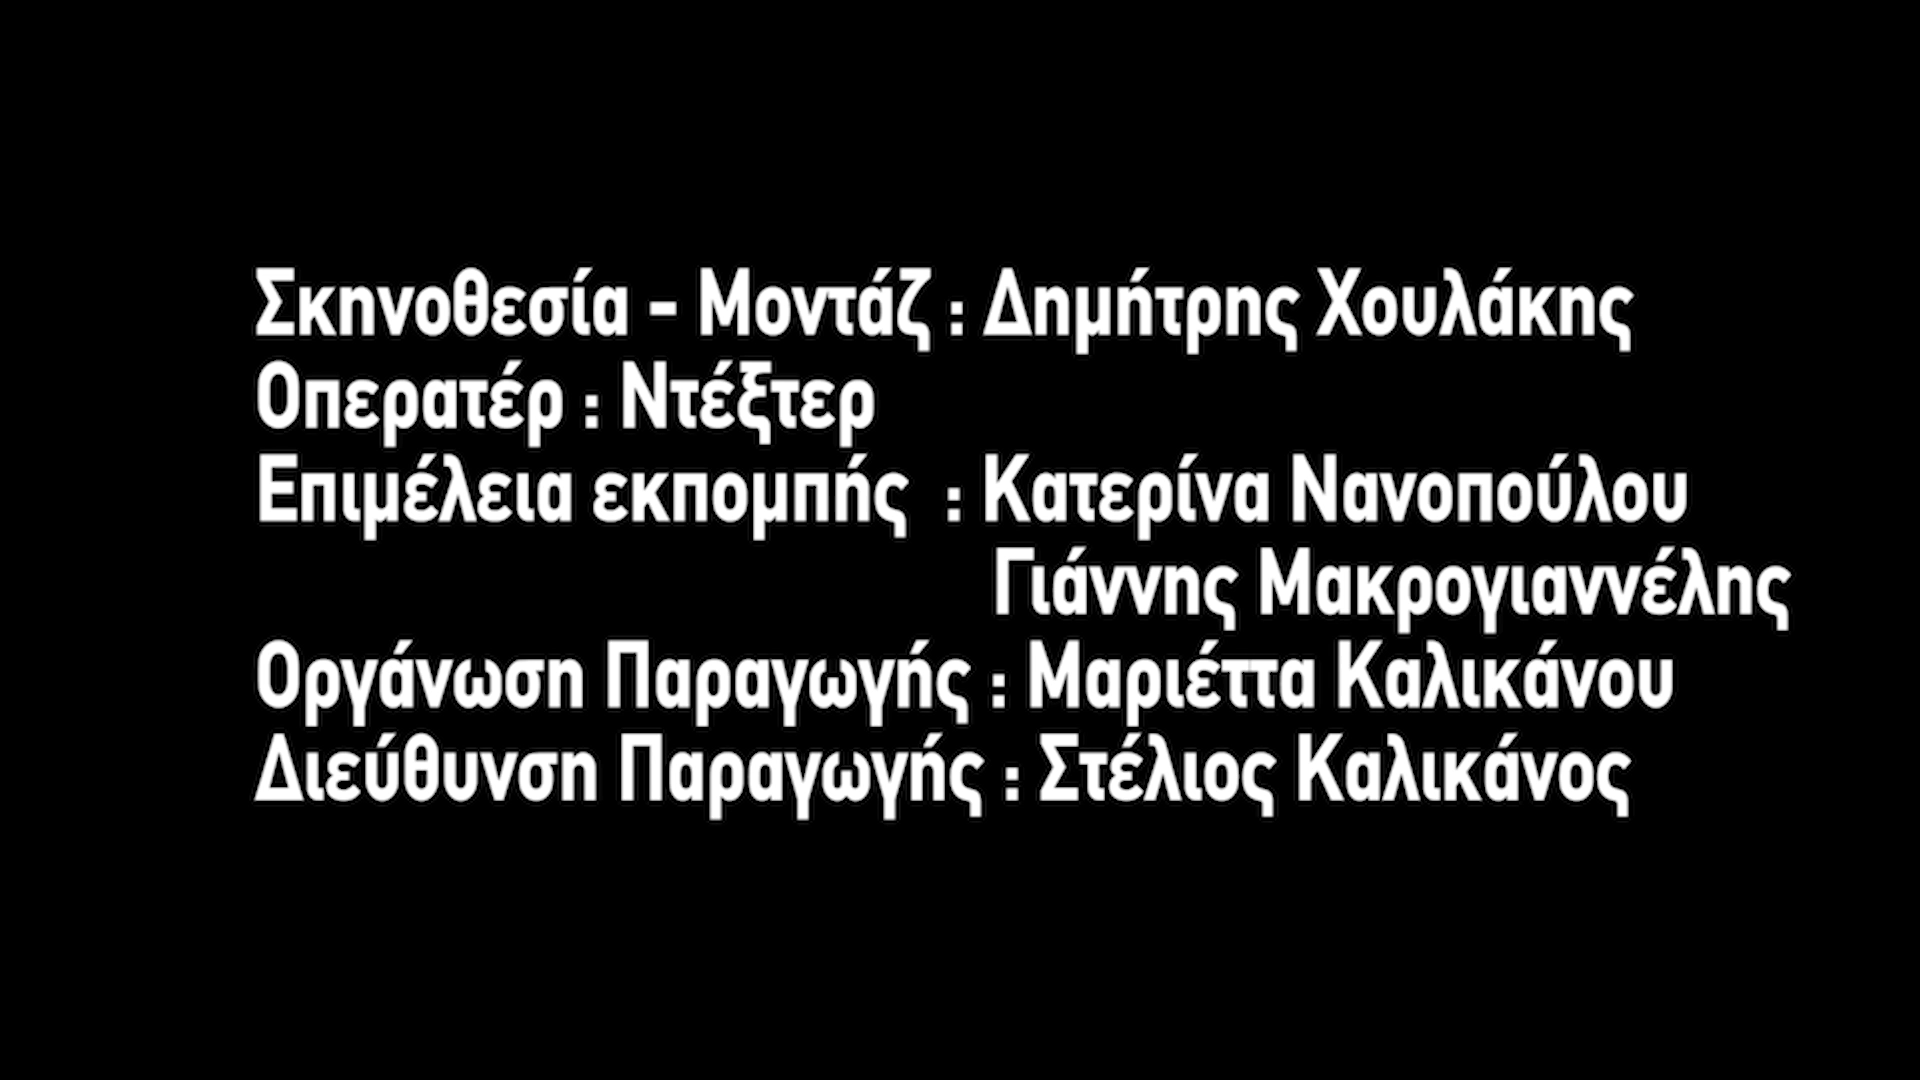 Σκηνοθεσία - Μοντάζ : Δημήτρης Χουλάκης
Οπερατέρ : Ντέξτερ
Επιμέλεια εκπομπής : Κατερίνα Νανοπούλου
Γιάννης Μακρογιαννέλης
Οργάνωση Παραγωγής : Μαριέττα Καλικάνου
Διεύθυνση Παραγωγής : Στέλιος Καλικάνος